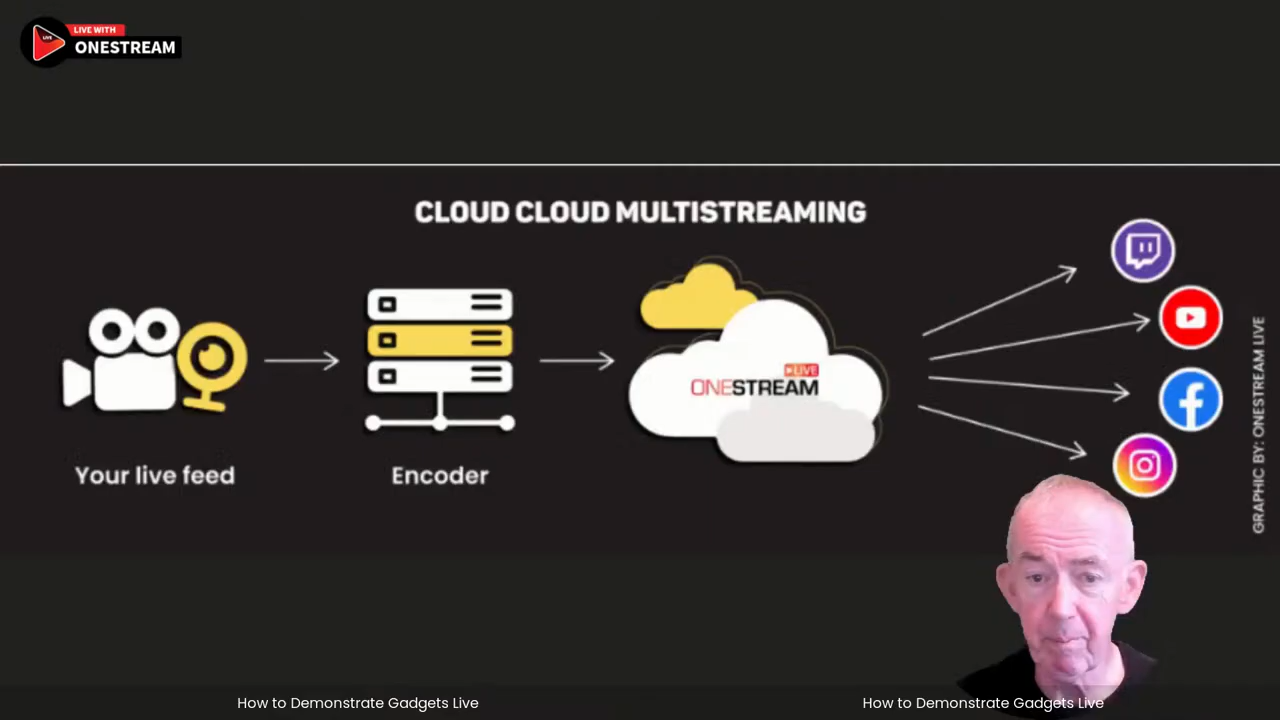 LIVE WITH
LIVE
ONESTREAM
CLOUD CLOUD MULTISTREAMING
LIVE
ONESTREAM
Your live feed
Encoder
GRAPHIC BY: ONESTREAM LIVE
How to Demonstrate Gadgets Live
How to Demonstrate Gadgets Live